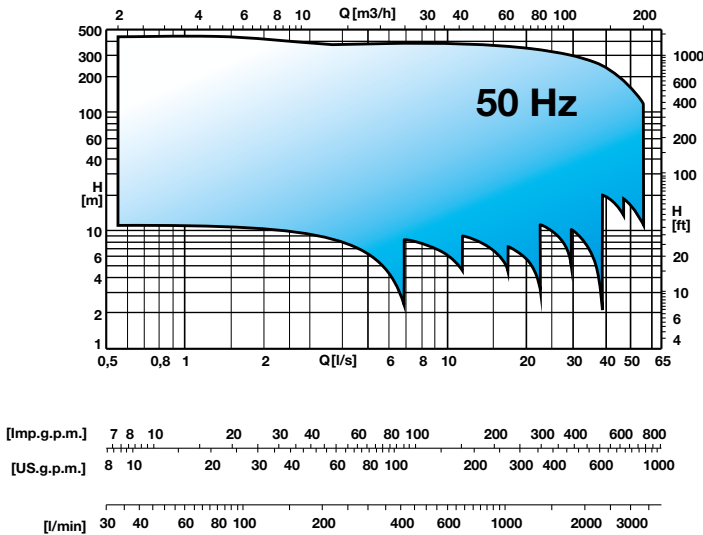 2 4 6 8 10 Q[m3/h] 30 40 60 80 100 200
500
300
200
100
60
40
H
[m]
10
6
4
2
1
50 Hz
1000
600
400
200
100
H
[ft]
20
10
6
4
0,5 0,8 1 2 Q[l/s] 6 8 10 20 30 40 50 65
[Imp.g.p.m.] 7 8 10 20 30 40 60 80 100 200 300 400 600 800
[US.g.p.m.] 8 10 20 30 40 60 80 100 200 300 400 600 1000
[l/min] 30 40 60 80 100 200 400 600 1000 2000 3000